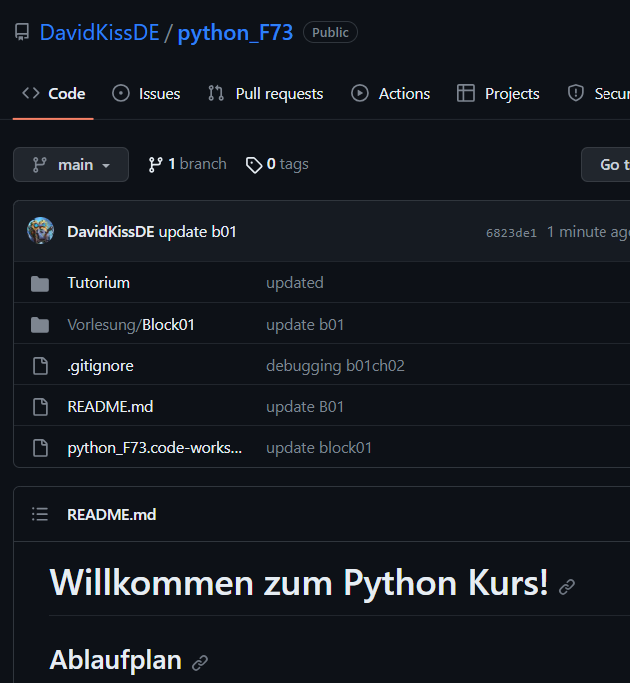 DavidKissDE / python_F73 Public
Code Issues Pull requests Actions Projects Secur
main 1 branch 0 tags Go t
DavidKissDE update b01 6823de1 1 minute ago
Tutorium updated
Vorlesung/Block01 update b01
.gitignore debugging b01ch02
README.md update B01
python_F73.code-works... update block01
README.md
Willkommen zum Python Kurs!
Ablaufplan